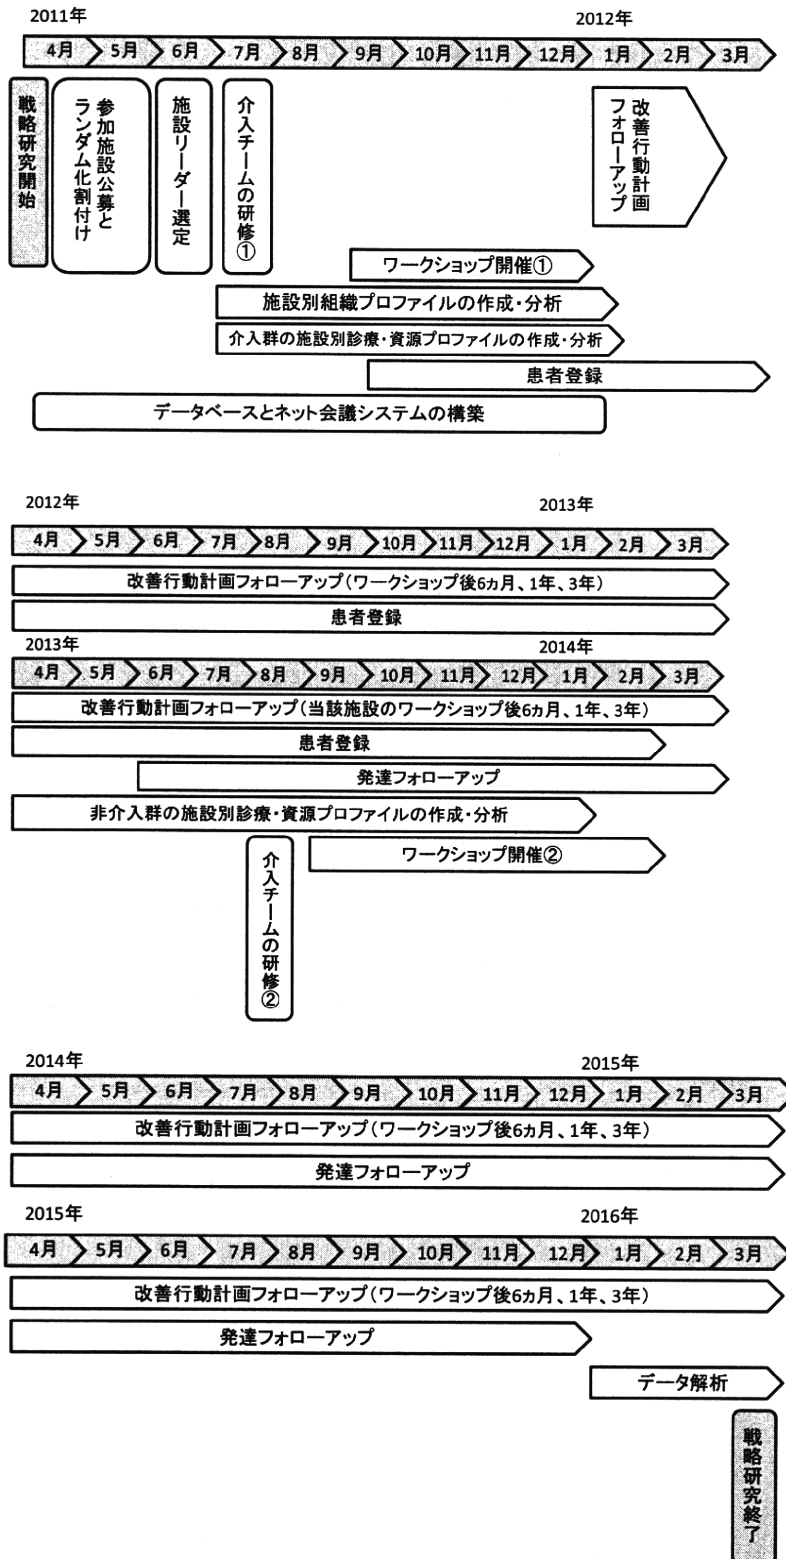 2011年 2012年
4月 5月 6月 7月 8月 9月 10月 11月 12月 1月 2月 3月
戦略研究開始
参加施設公募と
ランダム化割付け
施設リーダー選定
介入チームの研修①
改善行動計画
フォローアップ
ワークショップ開催①
施設別組織プロファイルの作成・分析
介入群の施設別診療・資源プロファイルの作成・分析
患者登録
データベースとネット会議システムの構築
2012年 2013年
4月 5月 6月 7月 8月 9月 10月 11月 12月 1月 2月 3月
改善行動計画フォローアップ(ワークショップ後6ヵ月、1年、3年)
患者登録
2013年 2014年
4月 5月 6月 7月 8月 9月 10月 11月 12月 1月 2月 3月
改善行動計画フォローアップ(当該施設のワークショップ後6ヵ月、1年、3年)
患者登録
発達フォローアップ
非介入群の施設別診療・資源プロファイルの作成・分析
ワークショップ開催②
介入チームの研修②
2014年 2015年
4月 5月 6月 7月 8月 9月 10月 11月 12月 1月 2月 3月
改善行動計画フォローアップ(ワークショップ後6ヵ月、1年、3年)
発達フォローアップ
2015年 2016年
4月 5月 6月 7月 8月 9月 10月 11月 12月 1月 2月 3月
改善行動計画フォローアップ(ワークショップ後6ヵ月、1年、3年)
発達フォローアップ
データ解析
戦略研究終了